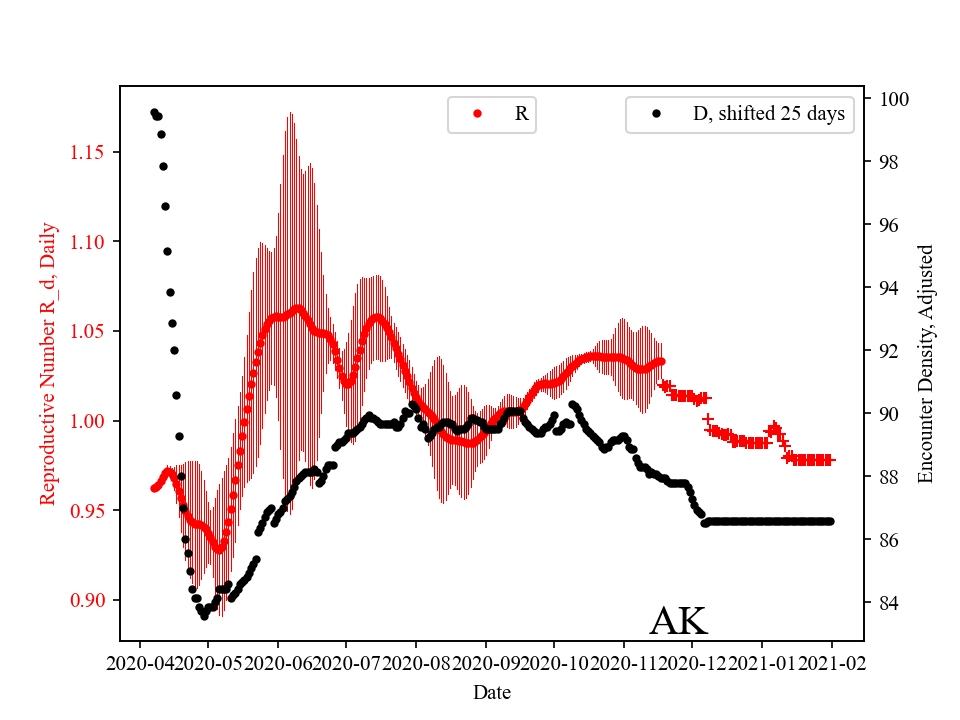 R
D, shifted 25 days
Reproductive Number R_d, Daily
1.15
1.10
1.05
1.00
0.95
0.90
100
98
96
94
92
90
88
86
84
Encounter Density, Adjusted
AK
2020-04 2020-05 2020-06 2020-07 2020-08 2020-09 2020-10 2020-11 2020-12 2021-01 2021-02
Date